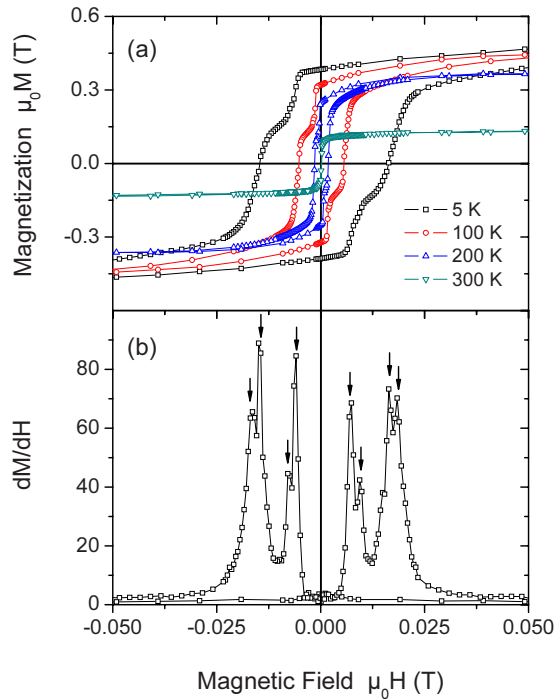 (a)
Magnetization μ₀M (T)
0.6
0.3
0.0
-0.3
5 K
100 K
200 K
300 K
(b)
dM/dH
80
60
40
20
0
-0.050
-0.025
0.000
0.025
0.050
Magnetic Field μ₀H (T)